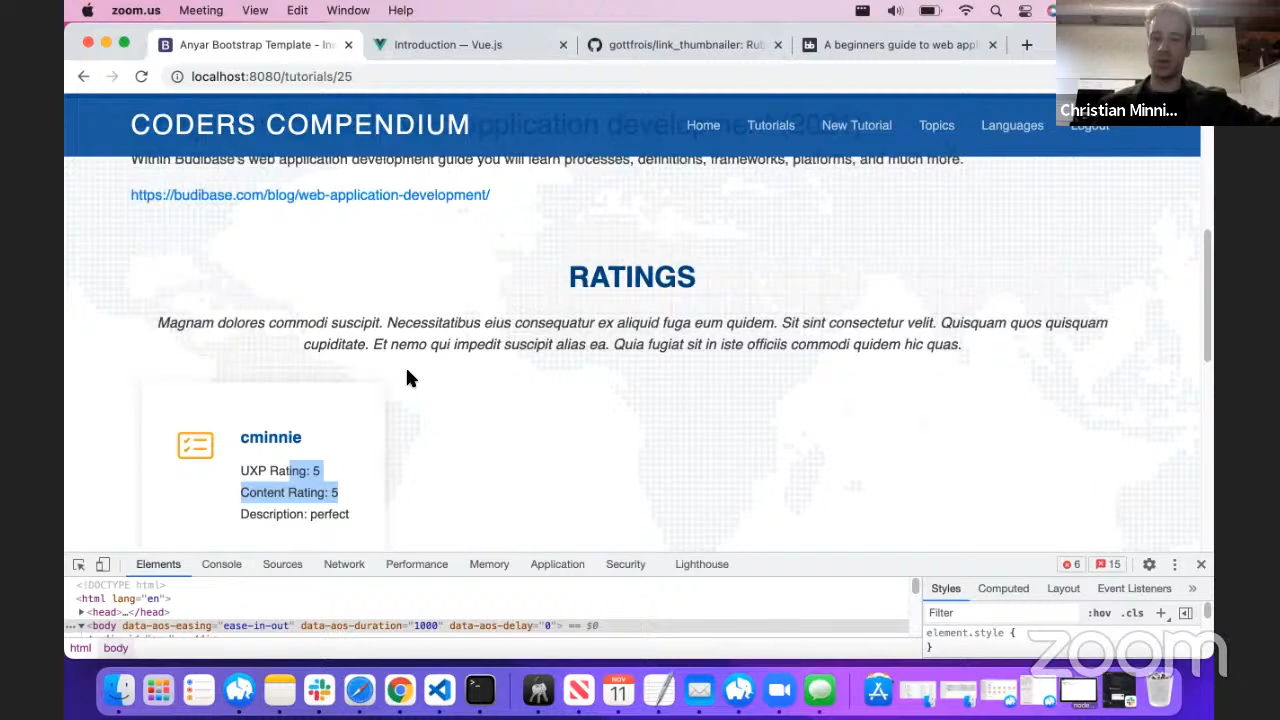 zoom.us Meeting View Edit Window Help
Anyar Bootstrap Template - In
Introduction — Vue.js
gottfrois/link_thumbnailer: Rub
A beginners guide to web appl
localhost:8080/tutorials/25
Christian Minni...
CODERS COMPENDIUM
application development
Home Tutorials New Tutorial Topics Languages Logout
Within Budibase's web application development guide you will learn processes, definitions, frameworks, platforms, and much more.
https://budibase.com/blog/web-application-development/
RATINGS
Magnam dolores commodi suscipit. Necessitatibus eius consequatur ex aliquid fuga eum quidem. Sit sint consectetur velit. Quisquam quos quisquam
cupiditate. Et nemo qui impedit suscipit alias ea. Quia fugiat sit in iste officiis commodi quidem hic quas.
cminnie
UXP Rating: 5
Content Rating: 5
Description: perfect
Elements Console Sources Network Performance Memory Application Security Lighthouse
6 15
<!DOCTYPE html>
<html lang="en">
<head>…</head>
<body data-aos-easing="ease-in-out" data-aos-duration="1000" data-aos-delay="0"> == $0
html body
Styles Computed Layout Event Listeners »
Filter :hov .cls
element.style {
}
zoom
NOV
11